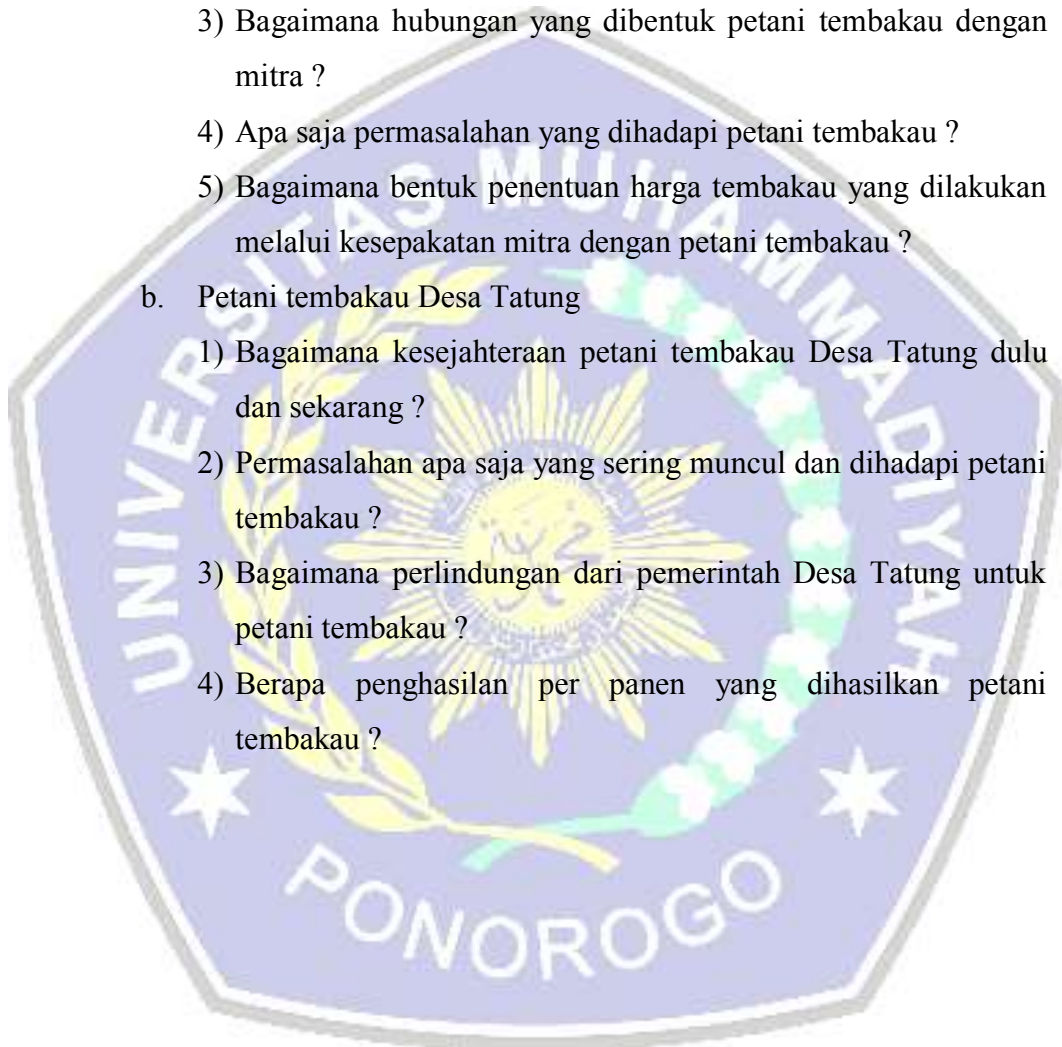 3) Bagaimana hubungan yang dibentuk petani tembakau dengan
mitra ?
4) Apa saja permasalahan yang dihadapi petani tembakau ?
5) Bagaimana bentuk penentuan harga tembakau yang dilakukan
melalui kesepakatan mitra dengan petani tembakau ?
b. Petani tembakau Desa Tatung
1) Bagaimana kesejahteraan petani tembakau Desa Tatung dulu
dan sekarang ?
2) Permasalahan apa saja yang sering muncul dan dihadapi petani
tembakau ?
3) Bagaimana perlindungan dari pemerintah Desa Tatung untuk
petani tembakau ?
4) Berapa penghasilan per panen yang dihasilkan petani
tembakau ?
UNIVERSITAS MUHAMMADIYAH
PONOROGO